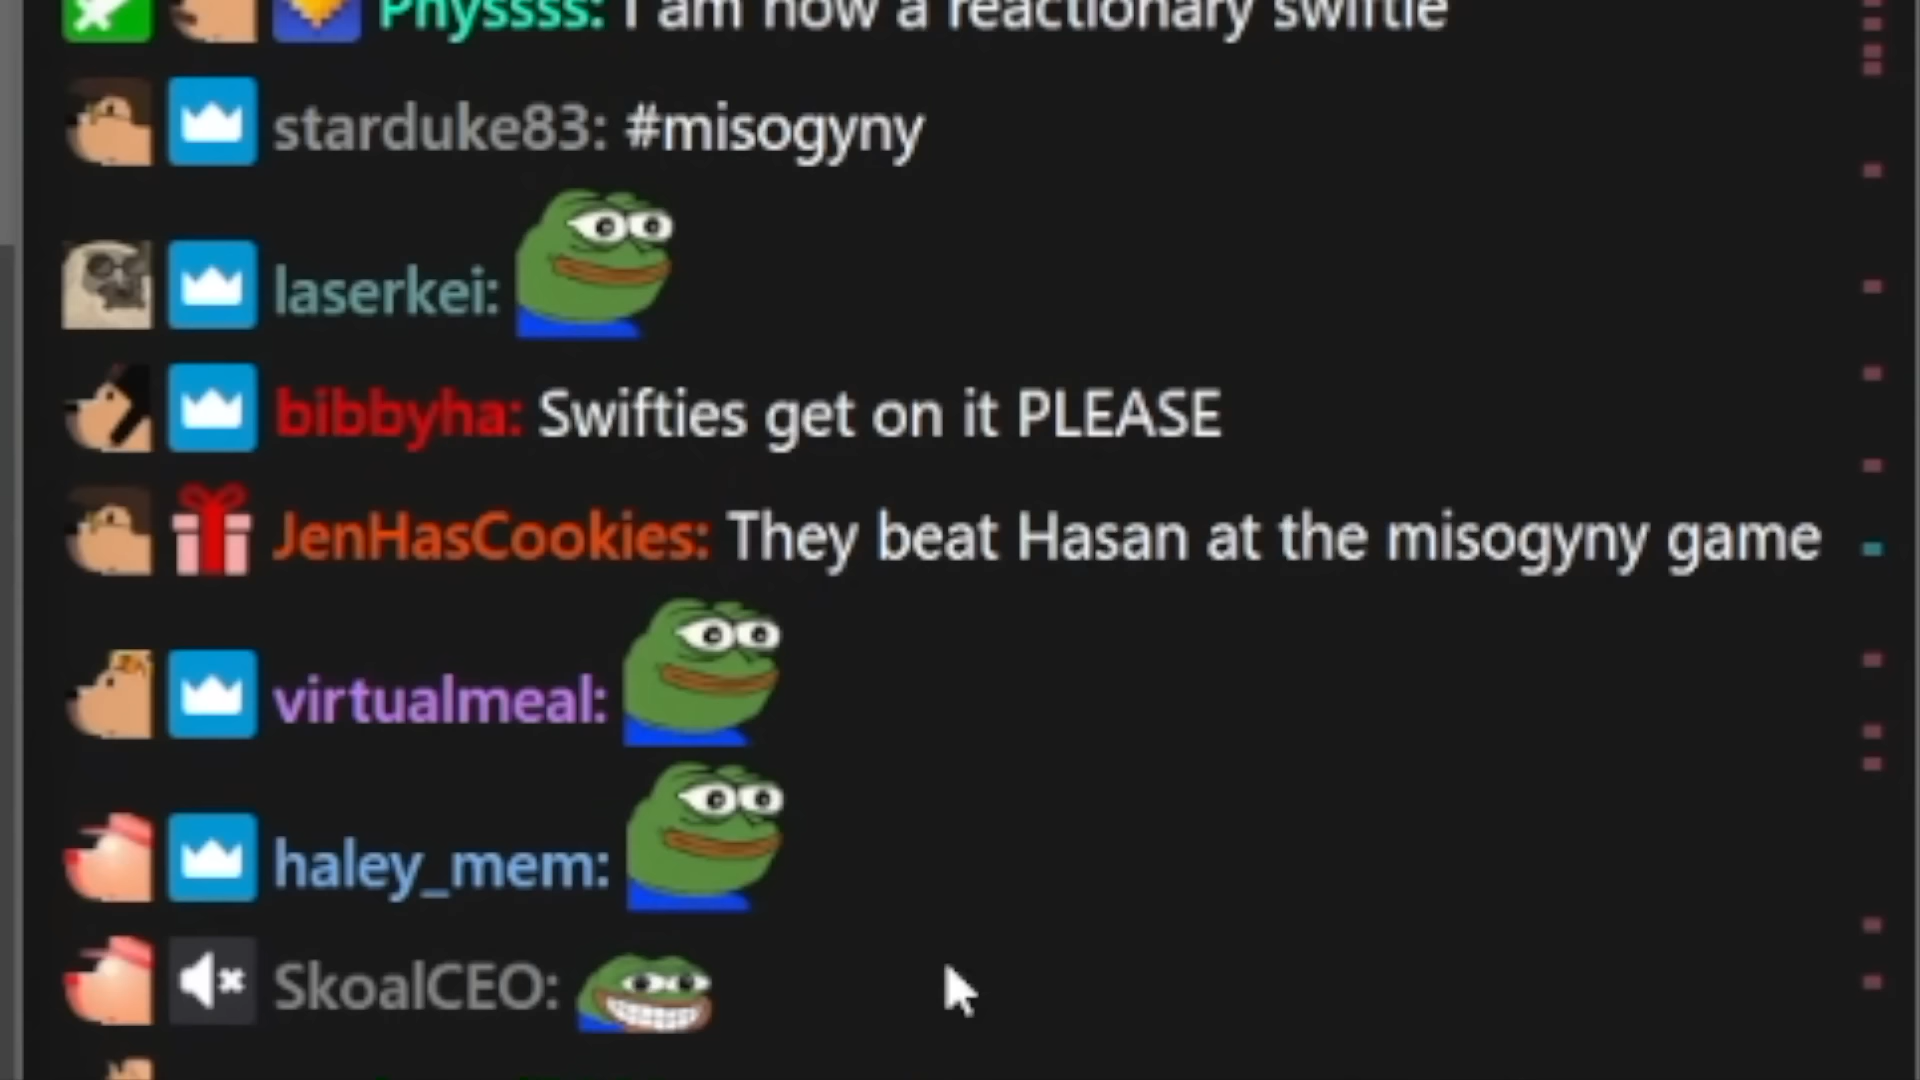 Physsss: I am now a reactionary swiftie
starduke83: #misogyny
laserkei:
bibbyha: Swifties get on it PLEASE
JenHasCookies: They beat Hasan at the misogyny game
virtualmeal:
haley_mem:
SkoalCEO: